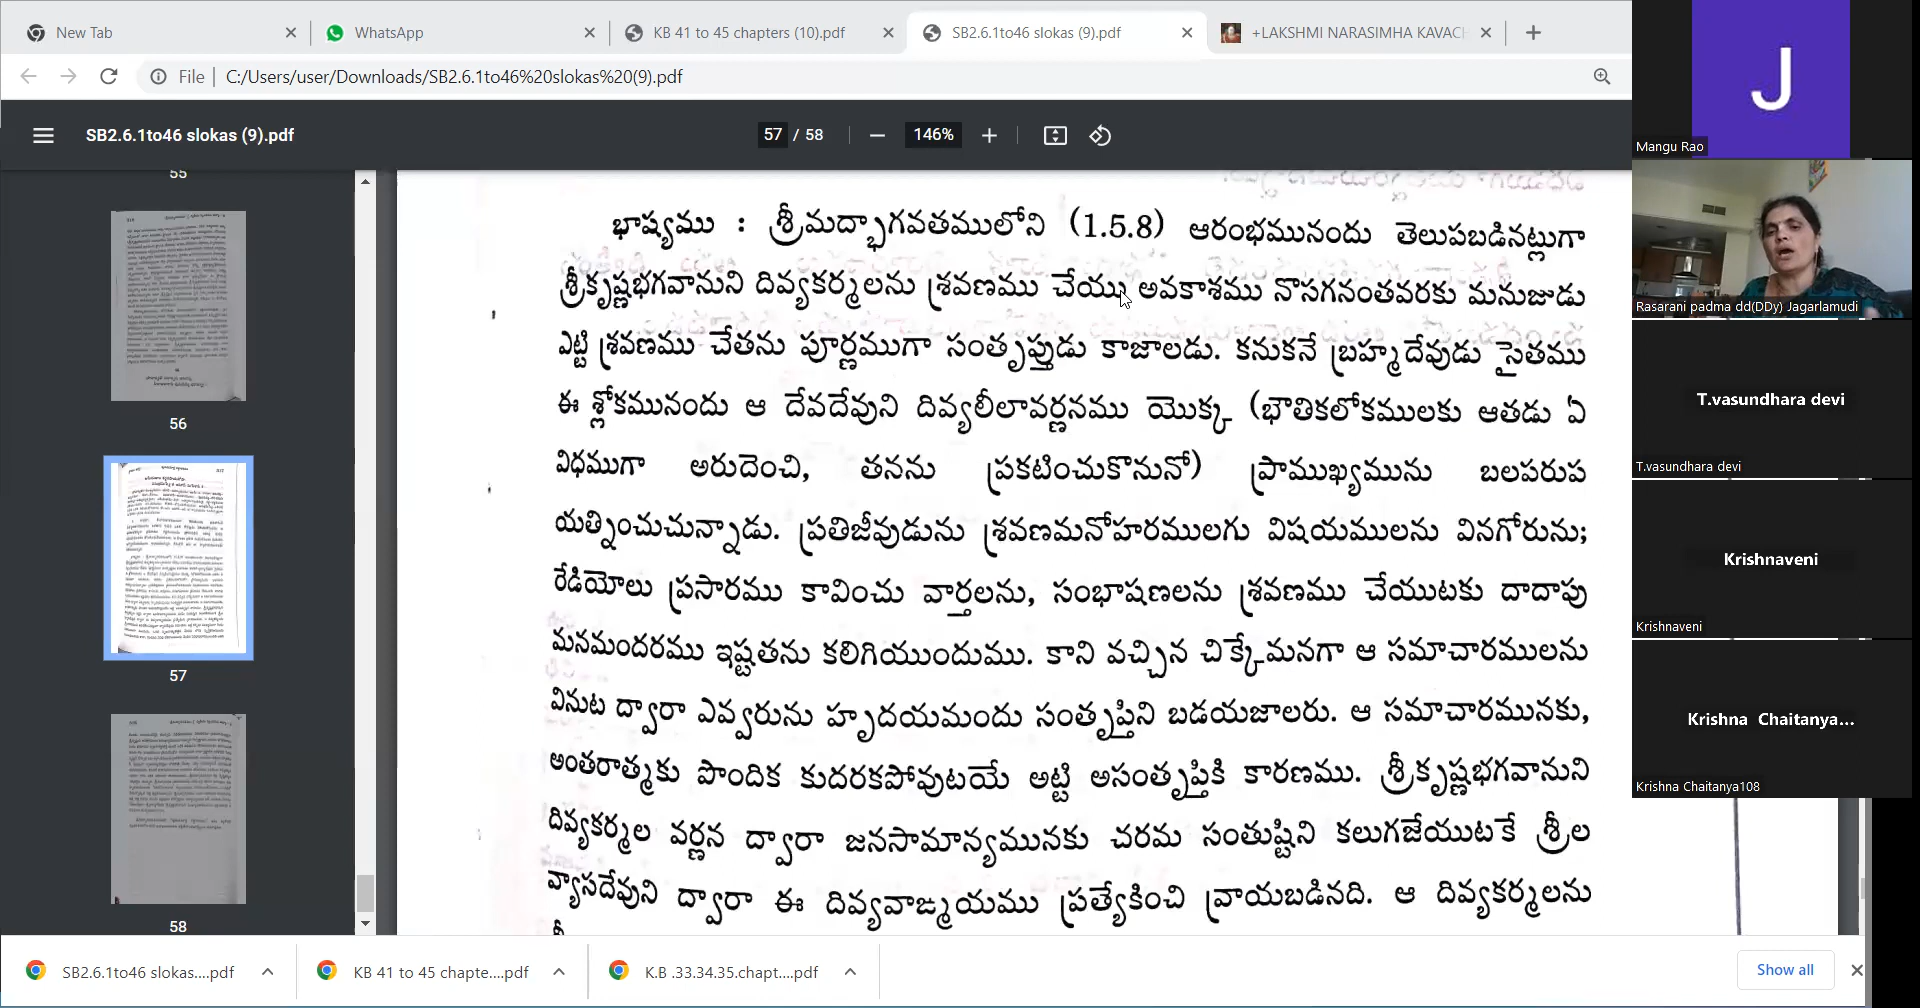 New Tab
WhatsApp
KB 41 to 45 chapters (10).pdf
SB2.6.1to46 slokas (9).pdf
+LAKSHMI NARASIMHA KAVACH
File
C:/Users/user/Downloads/SB2.6.1to46%20slokas%20(9).pdf
SB2.6.1to46 slokas (9).pdf
57 / 58
146%
55
56
57
58
భాష్యము : శ్రీమద్భాగవతములోని (1.5.8) ఆరంభమునందు తెలుపబడినట్లుగా
శ్రీకృష్ణభగవానుని దివ్యకర్మలను శ్రవణము చేయు అవకాశము నొసగనంతవరకు మనుజుడు
ఎట్టి శ్రవణము చేతను పూర్ణముగా సంతృప్తుడు కాజాలడు. కనుకనే బ్రహ్మదేవుడు సైతము
ఈ శ్లోకమునందు ఆ దేవదేవుని దివ్యలీలావర్ణనము యొక్క (భౌతికలోకములకు ఆతడు ఏ
విధముగా అరుదెంచి, తనను ప్రకటించుకొనునో) ప్రాముఖ్యమును బలపరుప
యత్నించుచున్నాడు. ప్రతిజీవుడును శ్రవణమనోహరములగు విషయములను వినగోరును;
రేడియోలు ప్రసారము కావించు వార్తలను, సంభాషణలను శ్రవణము చేయుటకు దాదాపు
మనమందరము ఇష్టతను కలిగియుందుము. కాని వచ్చిన చిక్కేమనగా ఆ సమాచారములను
వినుట ద్వారా ఎవ్వరును హృదయమందు సంతృప్తిని బడయజాలరు. ఆ సమాచారమునకు,
అంతరాత్మకు పొందిక కుదరకపోవుటయే అట్టి అసంతృప్తికి కారణము. శ్రీకృష్ణభగవానుని
దివ్యకర్మల వర్ణన ద్వారా జనసామాన్యమునకు చరమ సంతుష్టిని కలుగజేయుటకే శ్రీల
వ్యాసదేవుని ద్వారా ఈ దివ్యవాఙ్మయము ప్రత్యేకించి వ్రాయబడినది. ఆ దివ్యకర్మలను
J
Mangu Rao
Rasarani padma dd(DDy) Jagarlamudi
T.vasundhara devi
T.vasundhara devi
Krishnaveni
Krishnaveni
Krishna Chaitanya...
Krishna Chaitanya108
SB2.6.1to46 slokas....pdf
KB 41 to 45 chapte....pdf
K.B .33.34.35.chapt....pdf
Show all